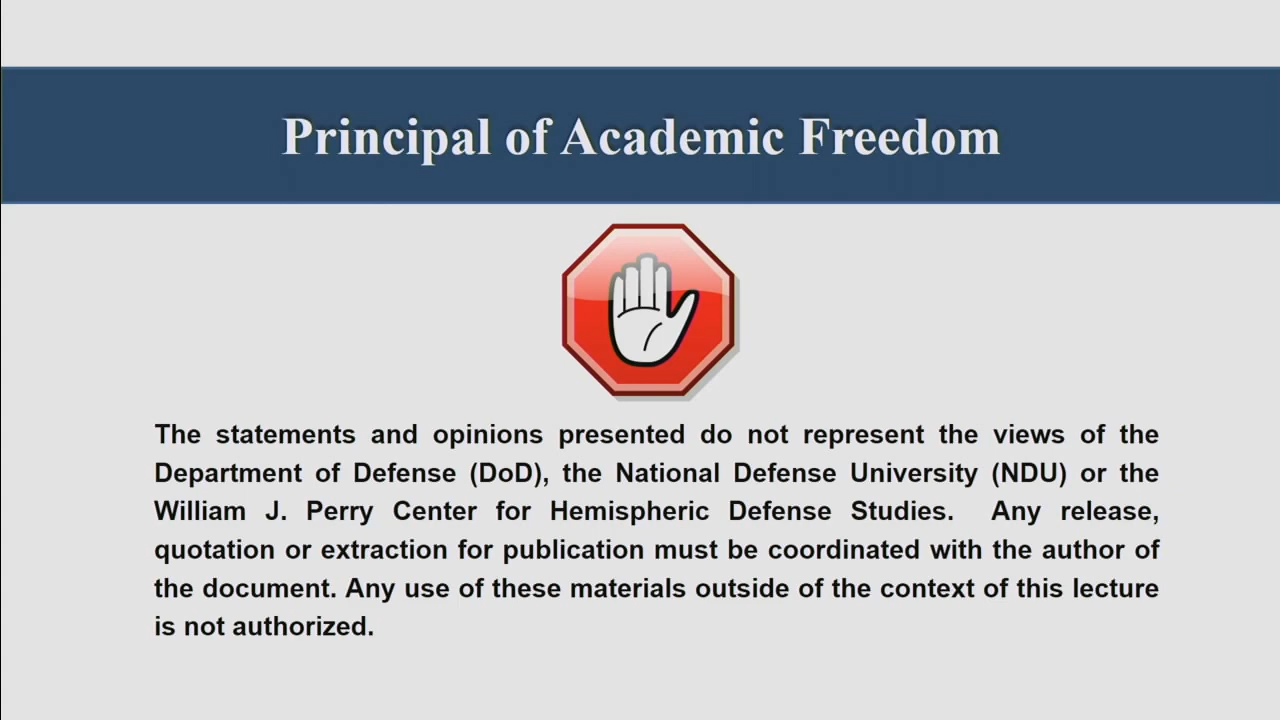 Principal of Academic Freedom
The statements and opinions presented do not represent the views of the
Department of Defense (DoD), the National Defense University (NDU) or the
William J. Perry Center for Hemispheric Defense Studies. Any release,
quotation or extraction for publication must be coordinated with the author of
the document. Any use of these materials outside of the context of this lecture
is not authorized.